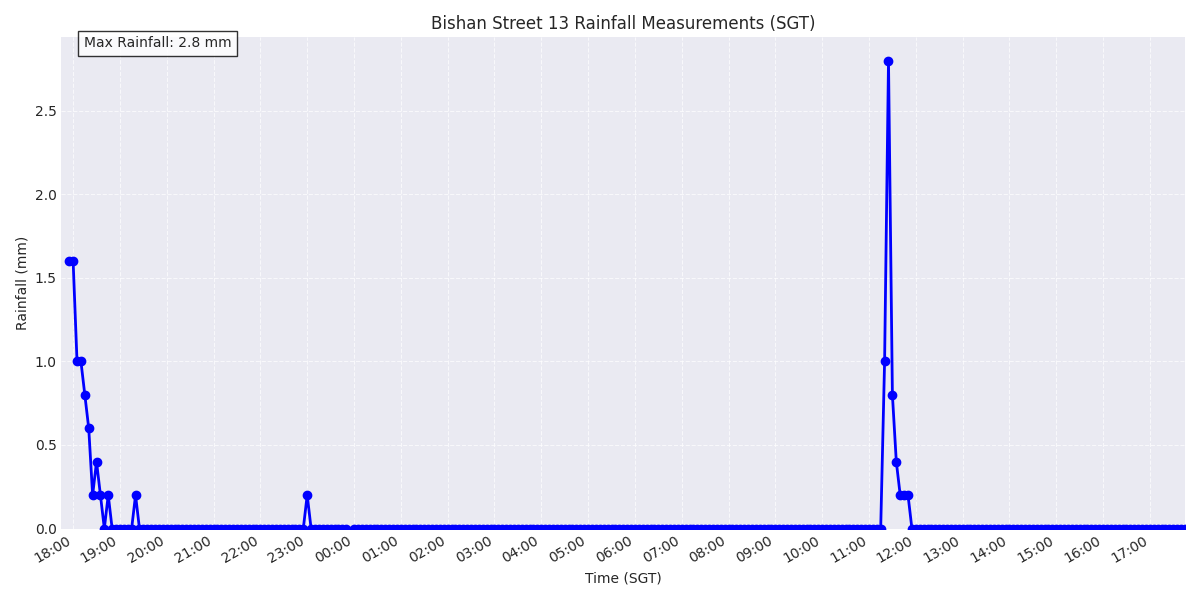 Bishan Street 13 Rainfall Measurements (SGT)
Max Rainfall: 2.8 mm
Rainfall (mm)
2.5
2.0
1.5
1.0
0.5
0.0
18:00 19:00 20:00 21:00 22:00 23:00 00:00 01:00 02:00 03:00 04:00 05:00 06:00 07:00 08:00 09:00 10:00 11:00 12:00 13:00 14:00 15:00 16:00 17:00
Time (SGT)